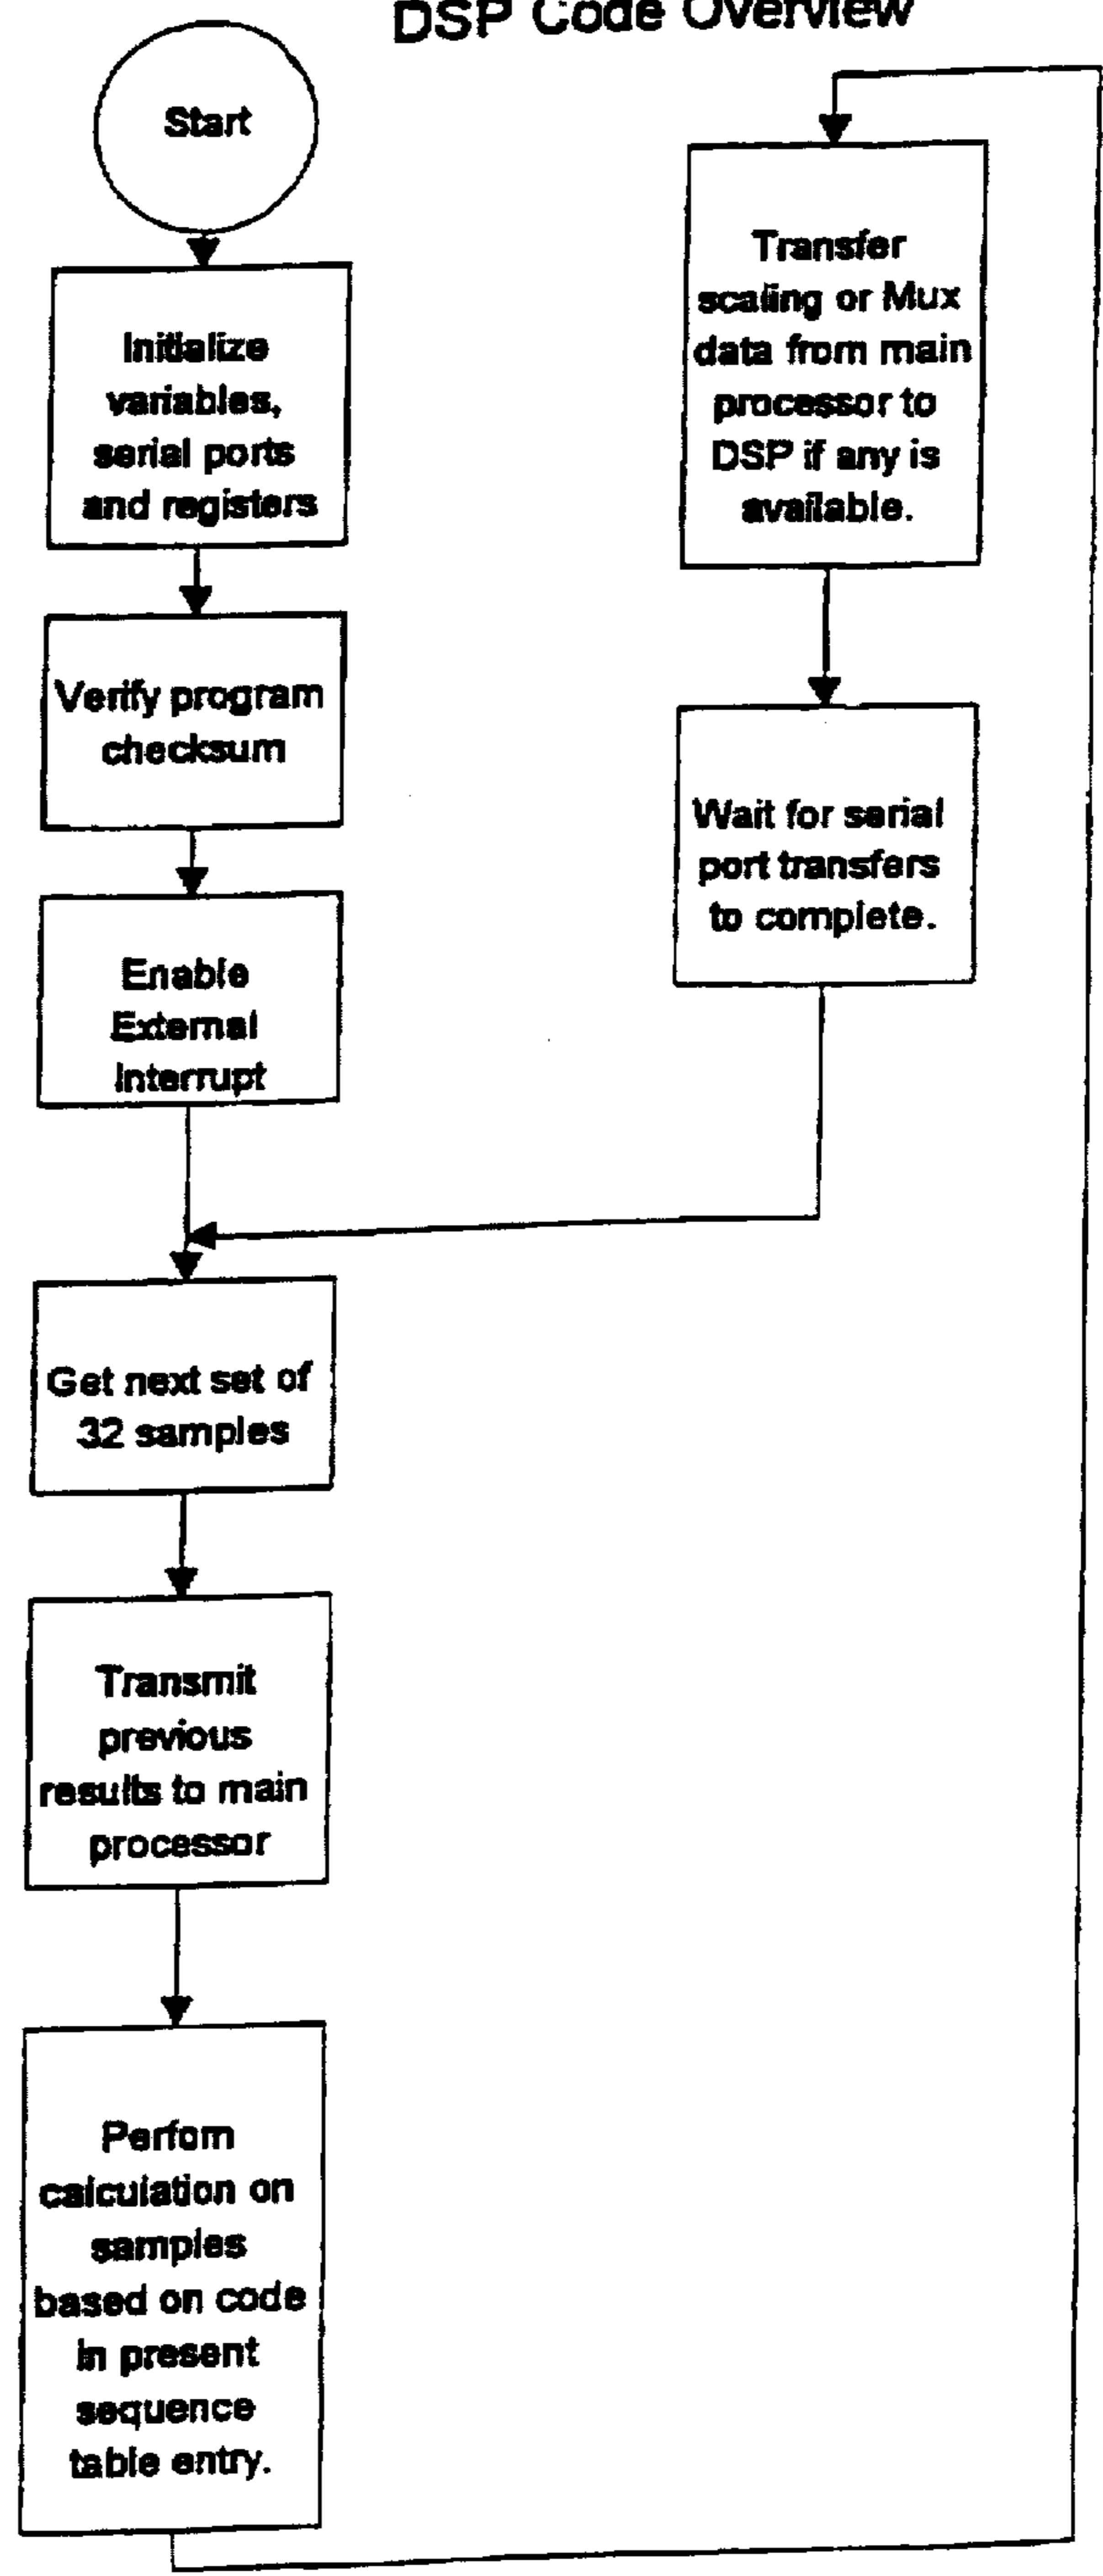 DSP Code Overview
Start
Initialize
variables,
serial ports
and registers
Verify program
checksum
Enable
External
Interrupt
Get next set of
32 samples
Transmit
previous
results to main
processor
Perfom
calculation on
samples
based on code
in present
sequence
table entry.
Transfer
scaling or Mux
data from main
processor to
DSP if any is
available.
Wait for serial
port transfers
to complete.